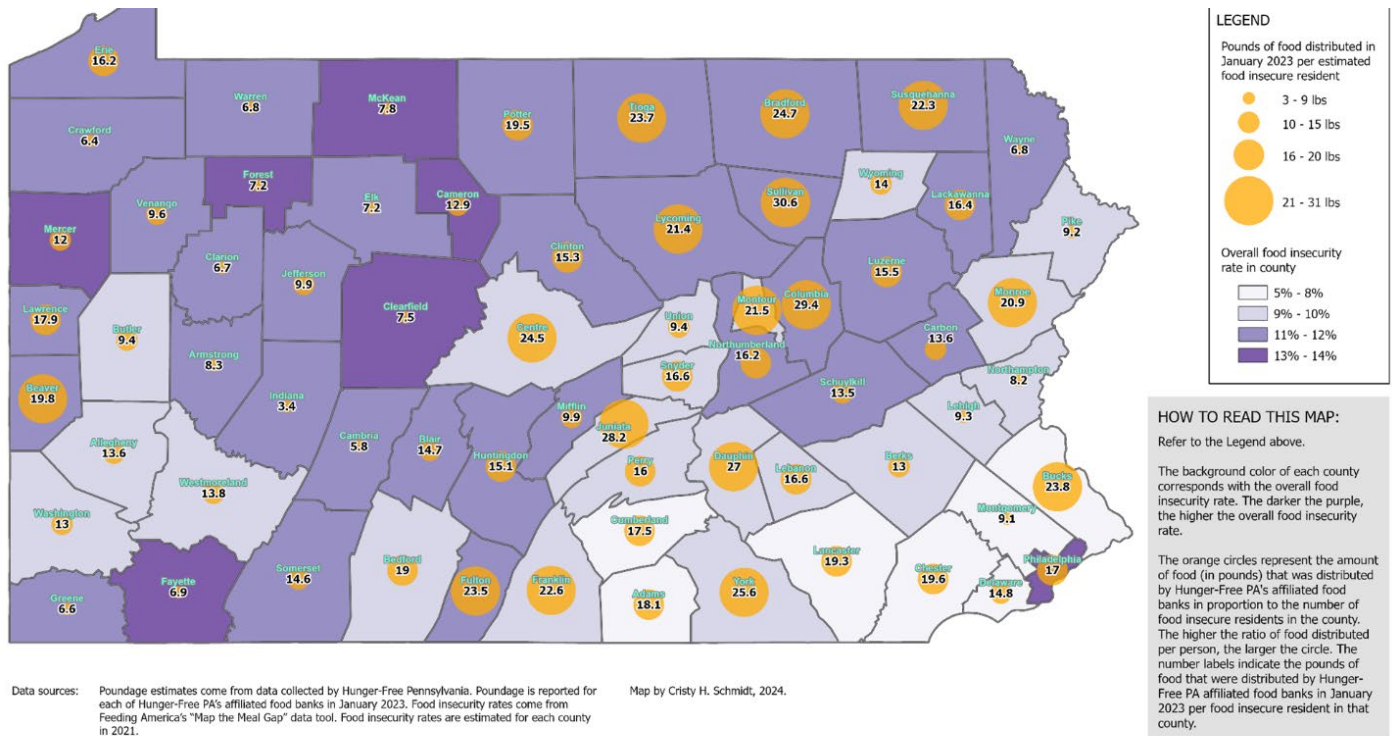 Erie
16.2
Warren
6.8
McKean
7.8
Potter
19.5
Tioga
23.7
Bradford
24.7
Susquehanna
22.3
Wayne
6.8
Crawford
6.4
Forest
7.2
Cameron
12.9
Elk
7.2
Venango
9.6
Mercer
12
Clarion
6.7
Jefferson
9.9
Clinton
15.3
Lycoming
21.4
Sullivan
30.6
Wyoming
14
Lackawanna
16.4
Pike
9.2
Luzerne
15.5
Monroe
20.9
Lawrence
17.9
Butler
9.4
Armstrong
8.3
Clearfield
7.5
Centre
24.5
Union
9.4
Montour
21.5
Columbia
29.4
Carbon
13.6
Northumberland
16.2
Snyder
16.6
Schuylkill
13.5
Northampton
8.2
Lehigh
9.3
Beaver
19.8
Indiana
3.4
Cambria
5.8
Blair
14.7
Mifflin
9.9
Juniata
28.2
Huntingdon
15.1
Perry
16
Dauphin
27
Lebanon
16.6
Berks
13
Bucks
23.8
Allegheny
13.6
Westmoreland
13.8
Washington
13
Montgomery
9.1
Cumberland
17.5
Lancaster
19.3
Chester
19.6
Delaware
14.8
Philadelphia
17
Greene
6.6
Fayette
6.9
Somerset
14.6
Bedford
19
Fulton
23.5
Franklin
22.6
Adams
18.1
York
25.6
LEGEND
Pounds of food distributed in
January 2023 per estimated
food insecure resident
3 - 9 lbs
10 - 15 lbs
16 - 20 lbs
21 - 31 lbs
Overall food insecurity
rate in county
5% - 8%
9% - 10%
11% - 12%
13% - 14%
HOW TO READ THIS MAP:
Refer to the Legend above.
The background color of each county
corresponds with the overall food
insecurity rate. The darker the purple,
the higher the overall food insecurity
rate.
The orange circles represent the amount
of food (in pounds) that was distributed
by Hunger-Free PA's affiliated food
banks in proportion to the number of
food insecure residents in the county.
The higher the ratio of food distributed
per person, the larger the circle. The
number labels indicate the pounds of
food that were distributed by Hunger-
Free PA affiliated food banks in January
2023 per food insecure resident in that
county.
Data sources:
Poundage estimates come from data collected by Hunger-Free Pennsylvania. Poundage is reported for
each of Hunger-Free PA's affiliated food banks in January 2023. Food insecurity rates come from
Feeding America's "Map the Meal Gap" data tool. Food insecurity rates are estimated for each county
in 2021.
Map by Cristy H. Schmidt, 2024.